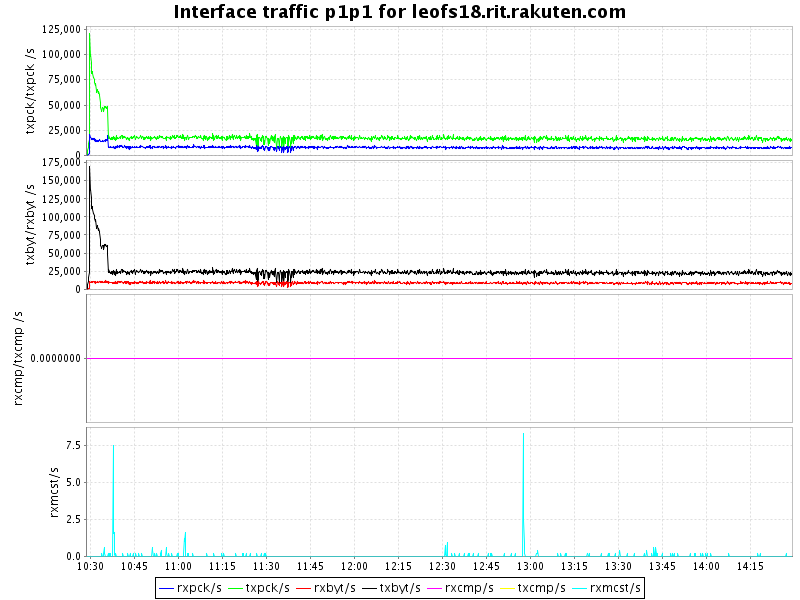 Interface traffic p1p1 for leofs18.rit.rakuten.com
txpck/txpck /s
125,000
100,000
75,000
50,000
25,000
0
txbyt/rxbyt /s
175,000
150,000
125,000
100,000
75,000
50,000
25,000
0
rxcmp/txcmp /s
0.0000000
rxmcst/s
7.5
5.0
2.5
0.0
10:30 10:45 11:00 11:15 11:30 11:45 12:00 12:15 12:30 12:45 13:00 13:15 13:30 13:45 14:00 14:15
rxpck/s txpck/s rxbyt/s txbyt/s rxcmp/s txcmp/s rxmcst/s